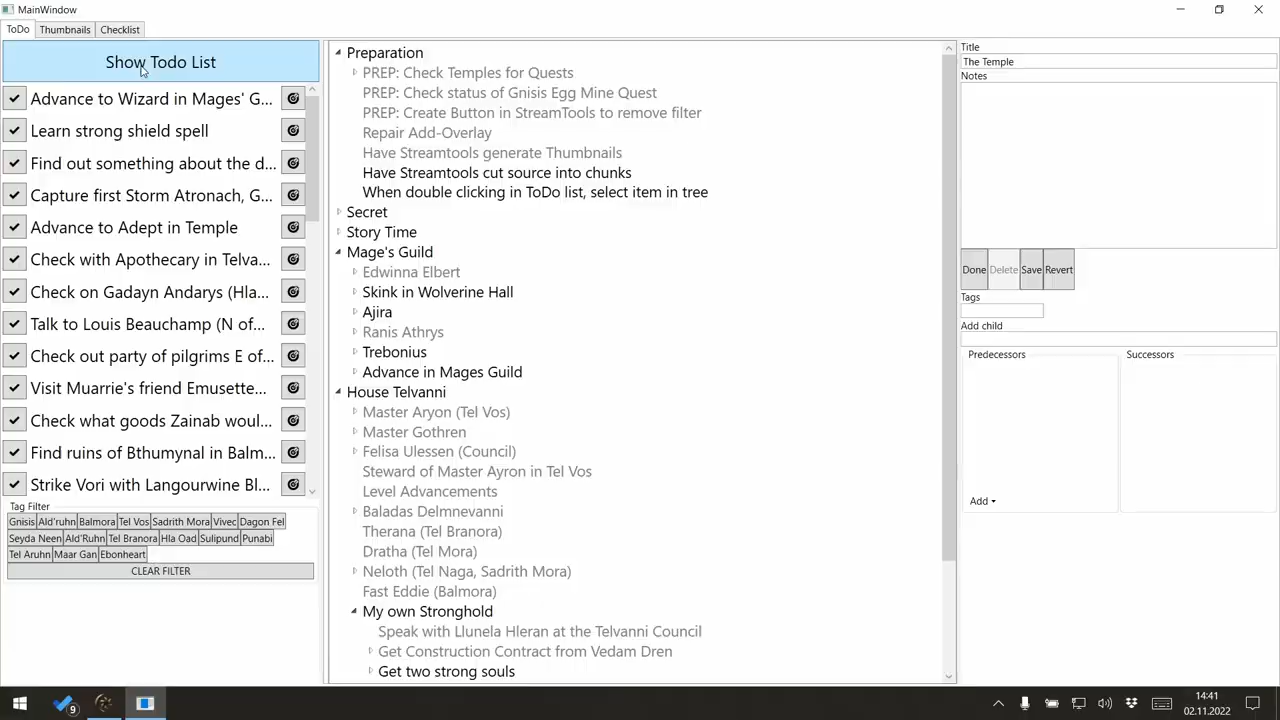 MainWindow
ToDo Thumbnails Checklist
Show Todo List
Advance to Wizard in Mages' G...
Learn strong shield spell
Find out something about the d...
Capture first Storm Atronach, G...
Advance to Adept in Temple
Check with Apothecary in Telva...
Check on Gadayn Andarys (Hla...
Talk to Louis Beauchamp (N of...
Check out party of pilgrims E of...
Visit Muarrie's friend Emusette...
Check what goods Zainab woul...
Find ruins of Bthumynal in Balm...
Strike Vori with Langourwine Bl...
Tag Filter
Gnisis Ald'ruhn Balmora Tel Vos Sadrith Mora Vivec Dagon Fel
Seyda Neen Ald'Ruhn Tel Branora Hla Oad Sulipund Punabi
Tel Aruhn Maar Gan Ebonheart
CLEAR FILTER
Preparation
PREP: Check Temples for Quests
PREP: Check status of Gnisis Egg Mine Quest
PREP: Create Button in StreamTools to remove filter
Repair Add-Overlay
Have Streamtools generate Thumbnails
Have Streamtools cut source into chunks
When double clicking in ToDo list, select item in tree
Secret
Story Time
Mage's Guild
Edwinna Elbert
Skink in Wolverine Hall
Ajira
Ranis Athrys
Trebonius
Advance in Mages Guild
House Telvanni
Master Aryon (Tel Vos)
Master Gothren
Felisa Ulessen (Council)
Steward of Master Ayron in Tel Vos
Level Advancements
Baladas Delmnevanni
Therana (Tel Branora)
Dratha (Tel Mora)
Neloth (Tel Naga, Sadrith Mora)
Fast Eddie (Balmora)
My own Stronghold
Speak with Llunela Hleran at the Telvanni Council
Get Construction Contract from Vedam Dren
Get two strong souls
Title
The Temple
Notes
Done Delete Save Revert
Tags
Add child
Predecessors Successors
Add
9
14:41
02.11.2022